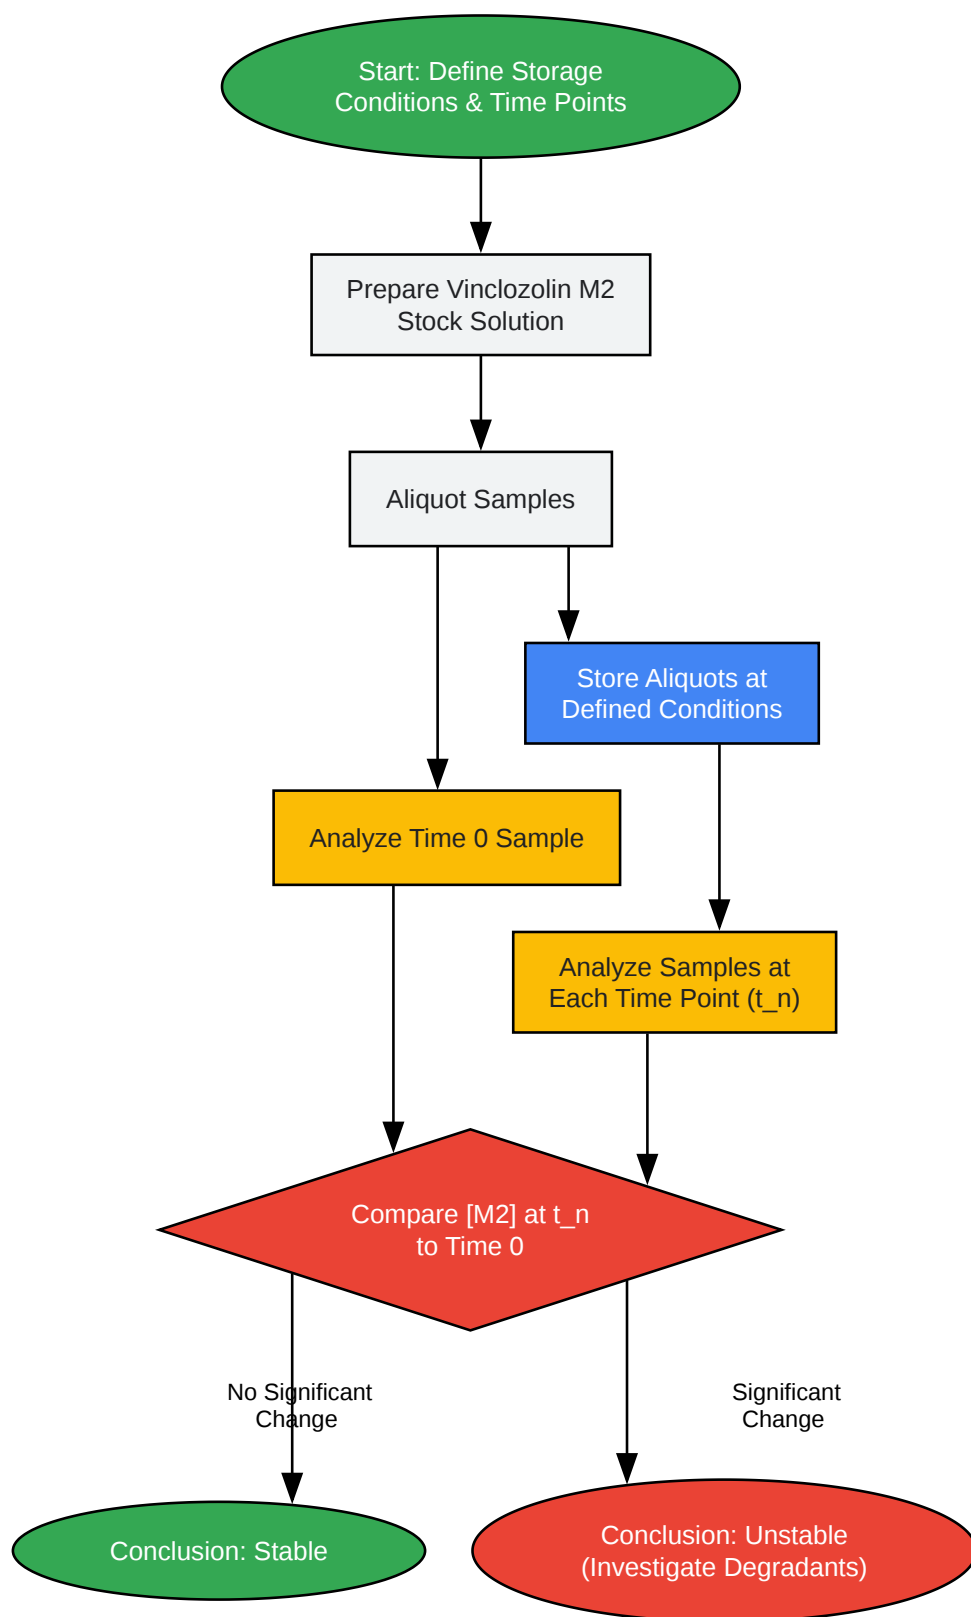 Start: Define Storage
Conditions & Time Points
Prepare Vinclozolin M2
Stock Solution
Aliquot Samples
Store Aliquots at
Defined Conditions
Analyze Time 0 Sample
Analyze Samples at
Each Time Point (t_n)
Compare [M2] at t_n
to Time 0
No Significant
Change
Significant
Change
Conclusion: Stable
Conclusion: Unstable
(Investigate Degradants)